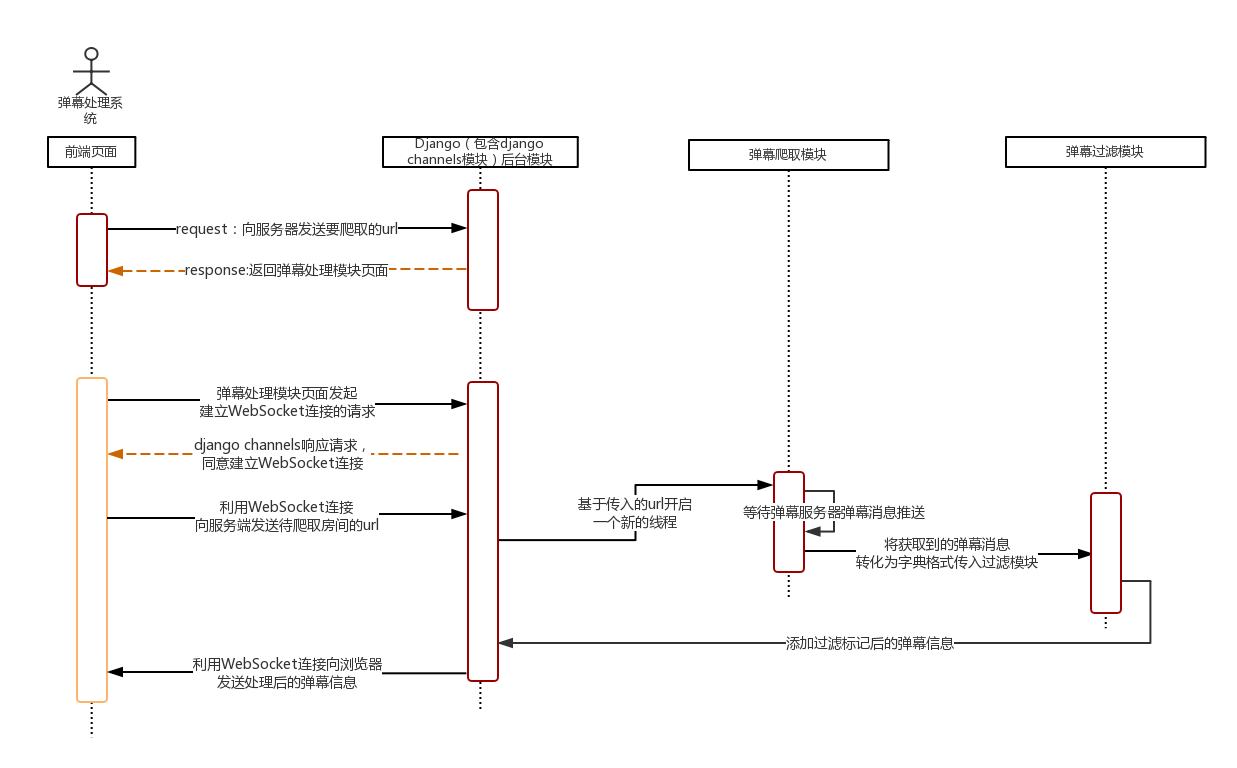 弹幕处理系
统
前端页面
Django（包含django
channels模块）后台模块
弹幕爬取模块
弹幕过滤模块
request：向服务器发送要爬取的url
response:返回弹幕处理模块页面
弹幕处理模块页面发起
建立WebSocket连接的请求
django channels响应请求，
同意建立WebSocket连接
利用WebSocket连接
向服务端发送待爬取房间的url
基于传入的url开启
一个新的线程
等待弹幕服务器弹幕消息推送
将获取到的弹幕消息
转化为字典格式传入过滤模块
添加过滤标记后的弹幕信息
利用WebSocket连接向浏览器
发送处理后的弹幕信息